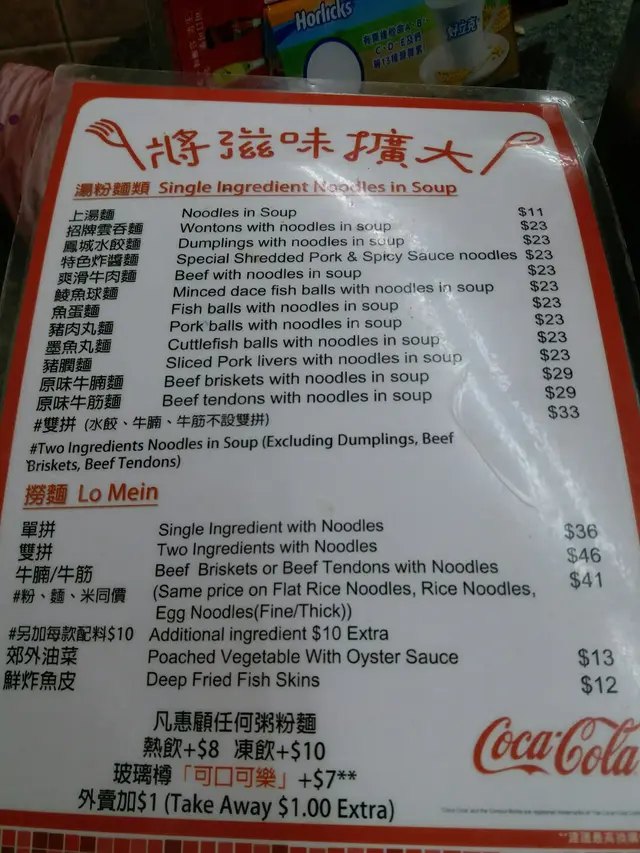 Horlicks
好立克
將滋味擴大
湯粉麵類 Single Ingredient Noodles in Soup
上湯麵 Noodles in Soup $11
招牌雲吞麵 Wontons with noodles in soup $23
鳳城水餃麵 Dumplings with noodles in soup $23
特色炸醬麵 Special Shredded Pork & Spicy Sauce noodles $23
爽滑牛肉麵 Beef with noodles in soup $23
鯪魚球麵 Minced dace fish balls with noodles in soup $23
魚蛋麵 Fish balls with noodles in soup $23
豬肉丸麵 Pork balls with noodles in soup $23
墨魚丸麵 Cuttlefish balls with noodles in soup $23
豬膶麵 Sliced Pork livers with noodles in soup $23
原味牛腩麵 Beef briskets with noodles in soup $29
原味牛筋麵 Beef tendons with noodles in soup $29
#雙拼 (水餃、牛腩、牛筋不設雙拼) $33
#Two Ingredients Noodles in Soup (Excluding Dumplings, Beef
Briskets, Beef Tendons)
撈麵 Lo Mein
單拼 Single Ingredient with Noodles $36
雙拼 Two Ingredients with Noodles $46
牛腩/牛筋 Beef Briskets or Beef Tendons with Noodles $41
#粉、麵、米同價 (Same price on Flat Rice Noodles, Rice Noodles,
Egg Noodles(Fine/Thick))
#另加每款配料$10 Additional ingredient $10 Extra
郊外油菜 Poached Vegetable With Oyster Sauce $13
鮮炸魚皮 Deep Fried Fish Skins $12
凡惠顧任何粥粉麵
熱飲+$8 凍飲+$10
玻璃樽「可口可樂」+$7**
外賣加$1 (Take Away $1.00 Extra)
Coca-Cola